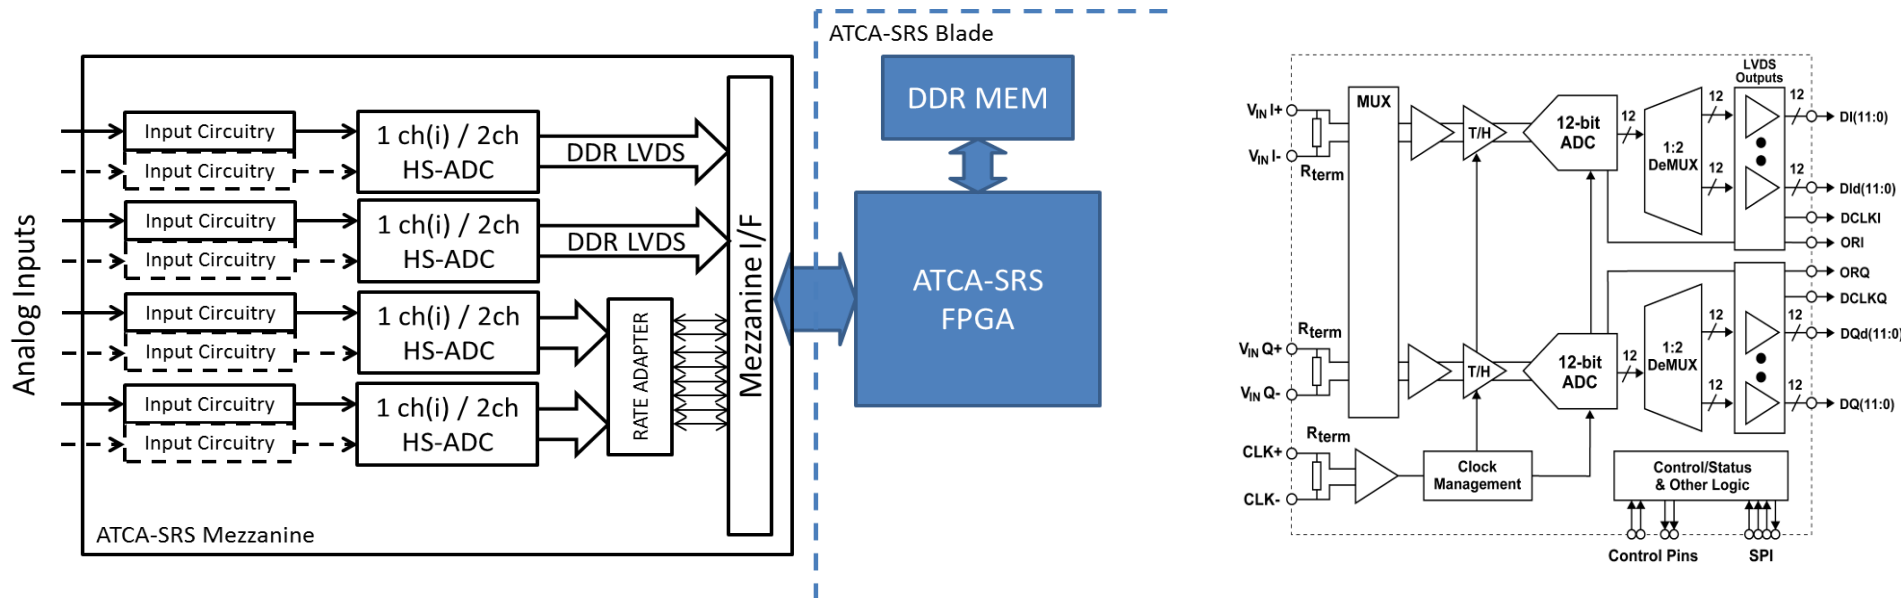 ATCA-SRS Blade
DDR MEM
ATCA-SRS
FPGA
Analog Inputs
Input Circuitry
Input Circuitry
1 ch(i) / 2ch
HS-ADC
DDR LVDS
Input Circuitry
Input Circuitry
1 ch(i) / 2ch
HS-ADC
DDR LVDS
Input Circuitry
Input Circuitry
1 ch(i) / 2ch
HS-ADC
Input Circuitry
Input Circuitry
1 ch(i) / 2ch
HS-ADC
RATE ADAPTER
Mezzanine I/F
ATCA-SRS Mezzanine
LVDS
Outputs
VIN I+
VIN I-
Rterm
MUX
T/H
12-bit
ADC
12
1:2
DeMUX
12
12
12
12
DI(11:0)
DId(11:0)
DCLKI
ORI
ORQ
DCLKQ
VIN Q+
VIN Q-
Rterm
T/H
12-bit
ADC
12
1:2
DeMUX
12
12
12
12
DQd(11:0)
DQ(11:0)
CLK+
CLK-
Rterm
Clock
Management
Control/Status
& Other Logic
Control Pins
SPI